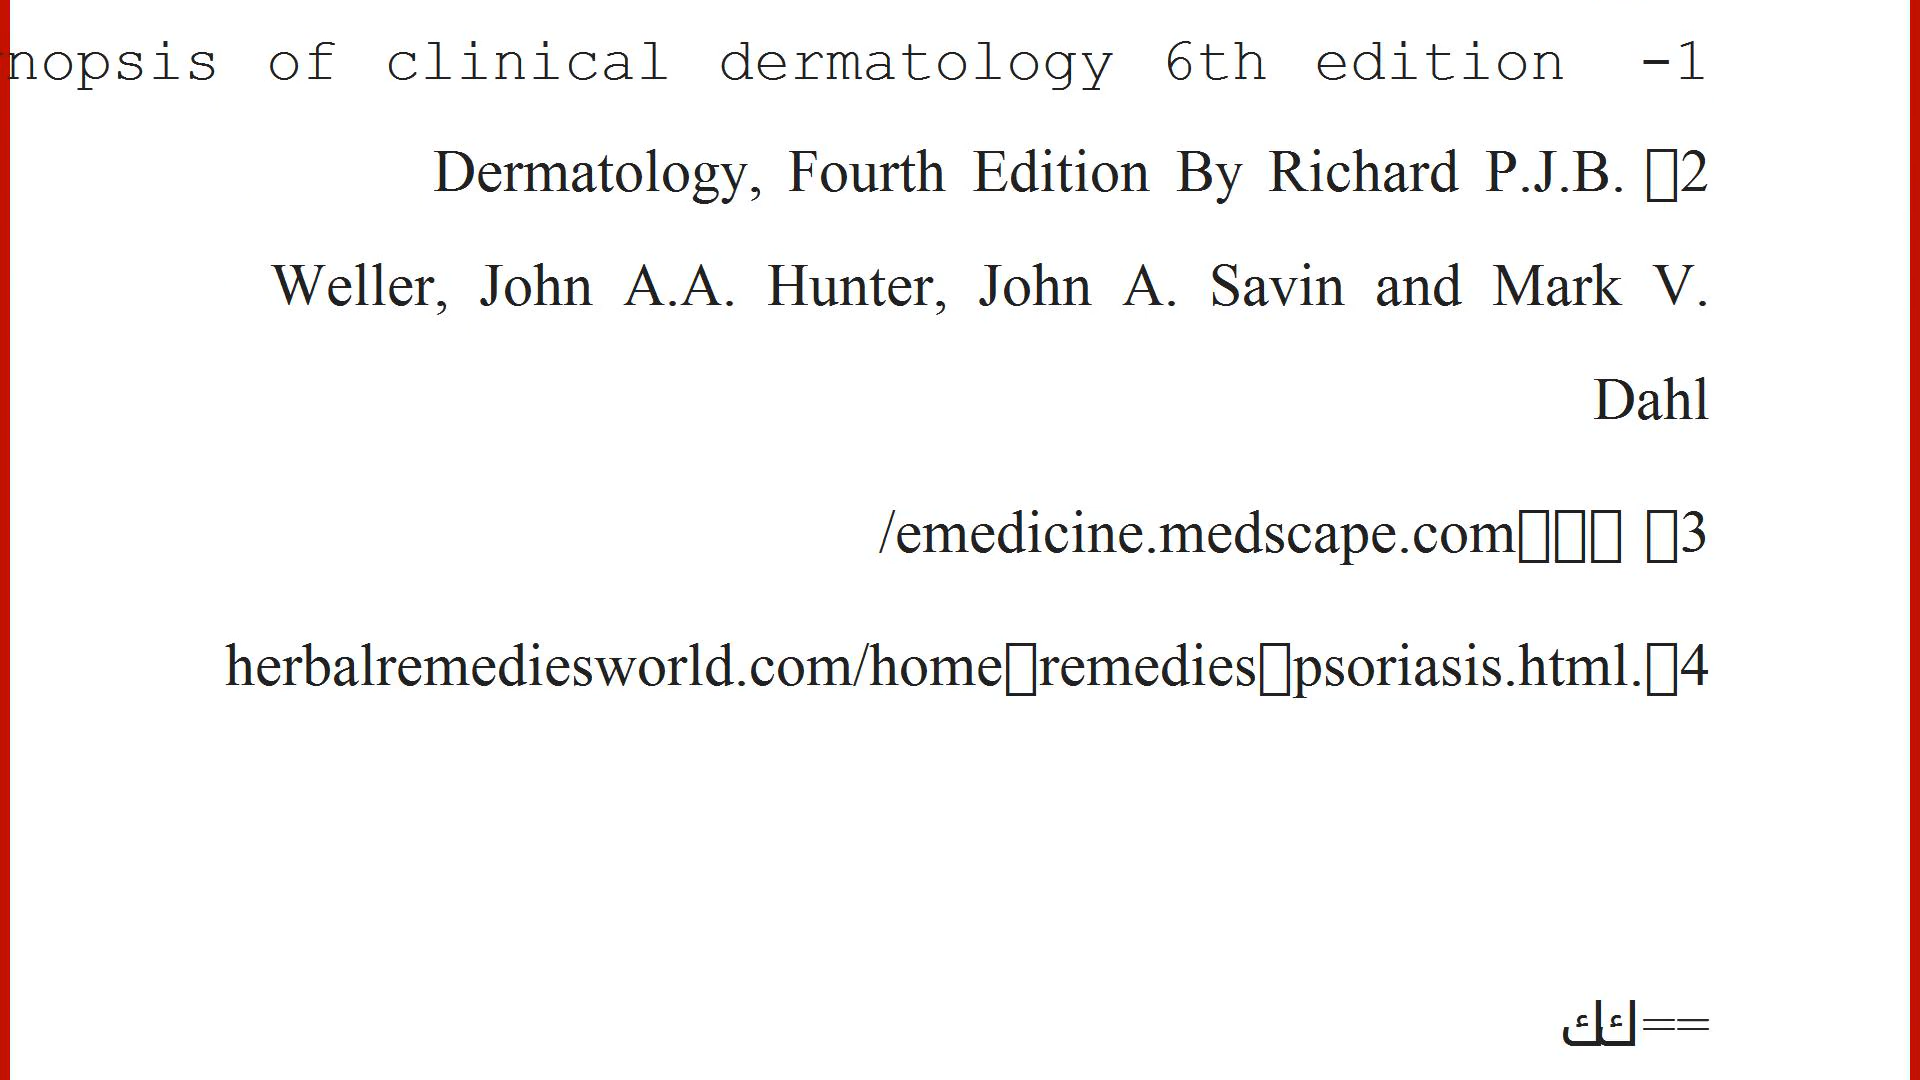 nopsis of clinical dermatology 6th edition -1
Dermatology, Fourth Edition By Richard P.J.B. 2
Weller, John A.A. Hunter, John A. Savin and Mark V.
Dahl
/emedicine.medscape.com 3
herbalremediesworld.com/home▯remedies▯psoriasis.html.▯4
==كك